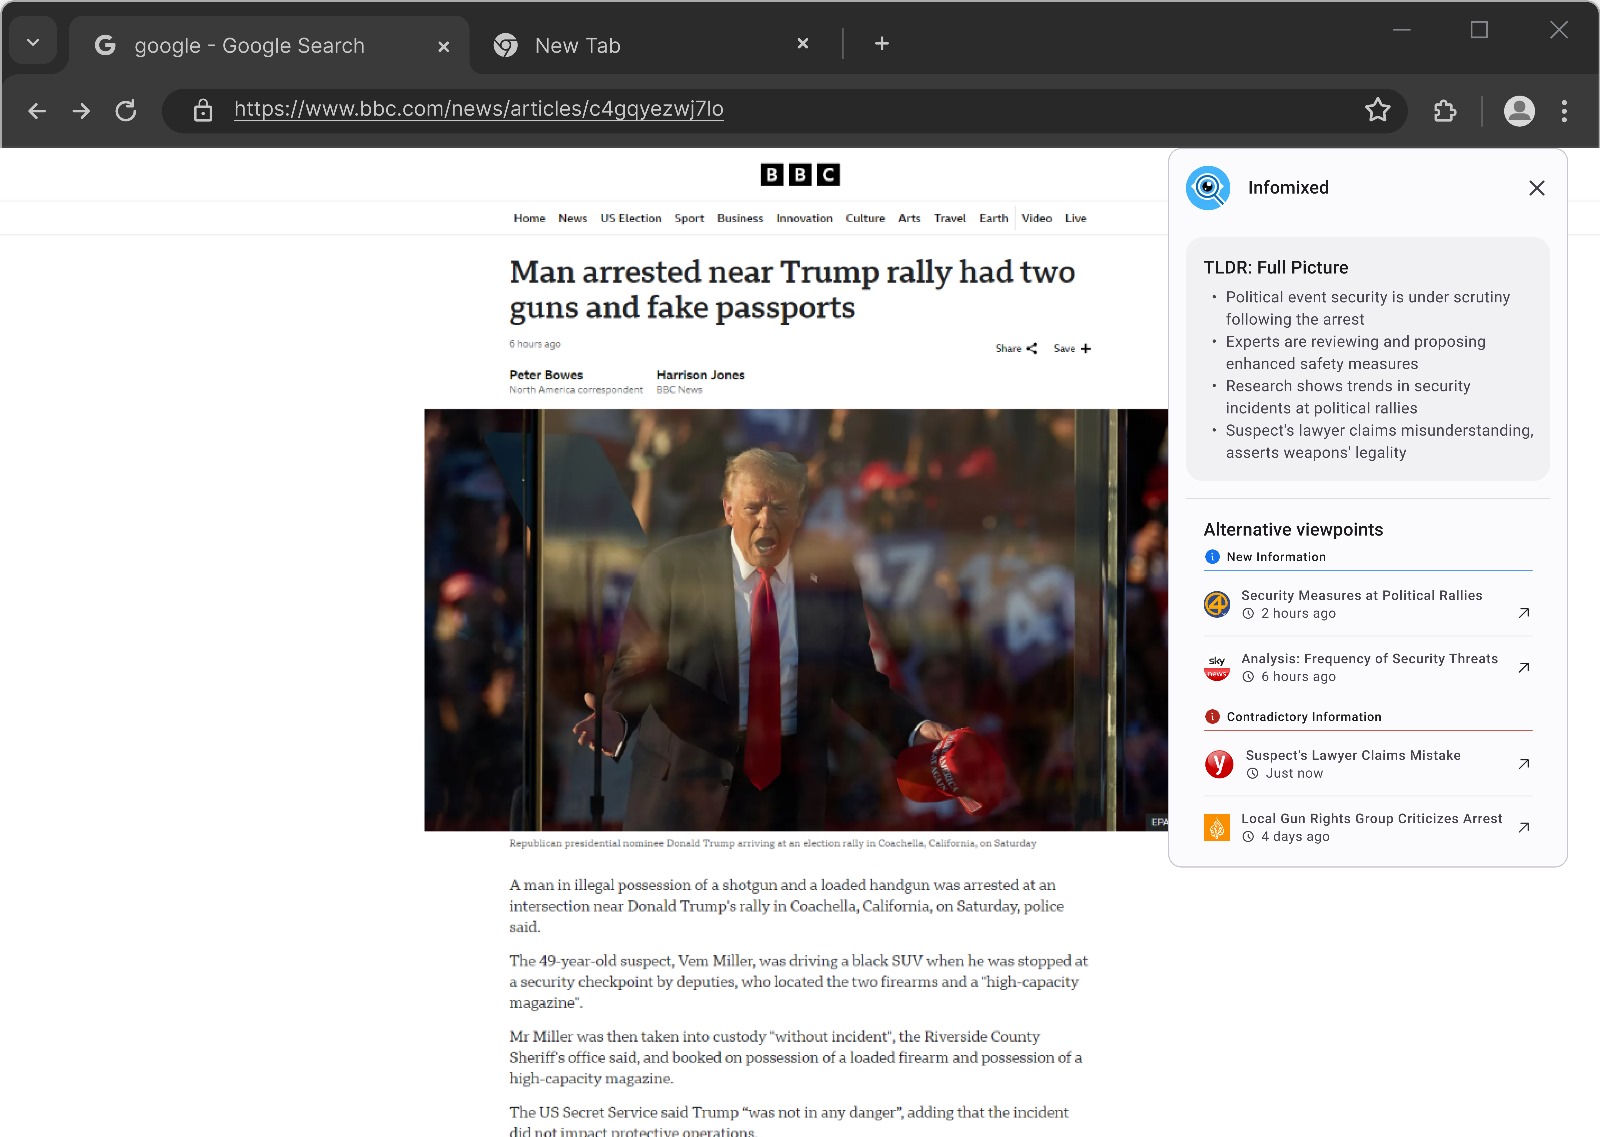 google - Google Search
New Tab
https://www.bbc.com/news/articles/c4gqyezwj7lo
BBC
Home News US Election Sport Business Innovation Culture Arts Travel Earth Video Live
Man arrested near Trump rally had two
guns and fake passports
6 hours ago
Share Save
Peter Bowes Harrison Jones
North America correspondent BBC News
EPA
Republican presidential nominee Donald Trump arriving at an election rally in Coachella, California, on Saturday
A man in illegal possession of a shotgun and a loaded handgun was arrested at an
intersection near Donald Trump's rally in Coachella, California, on Saturday, police
said.
The 49-year-old suspect, Vem Miller, was driving a black SUV when he was stopped at
a security checkpoint by deputies, who located the two firearms and a "high-capacity
magazine".
Mr Miller was then taken into custody "without incident", the Riverside County
Sheriff's office said, and booked on possession of a loaded firearm and possession of a
high-capacity magazine.
The US Secret Service said Trump “was not in any danger”, adding that the incident
did not impact protective operations.
Infomixed
TLDR: Full Picture
• Political event security is under scrutiny
following the arrest
• Experts are reviewing and proposing
enhanced safety measures
• Research shows trends in security
incidents at political rallies
• Suspect's lawyer claims misunderstanding,
asserts weapons' legality
Alternative viewpoints
New Information
4
Security Measures at Political Rallies
2 hours ago
sky
news
Analysis: Frequency of Security Threats
6 hours ago
Contradictory Information
y
Suspect's Lawyer Claims Mistake
Just now
Local Gun Rights Group Criticizes Arrest
4 days ago